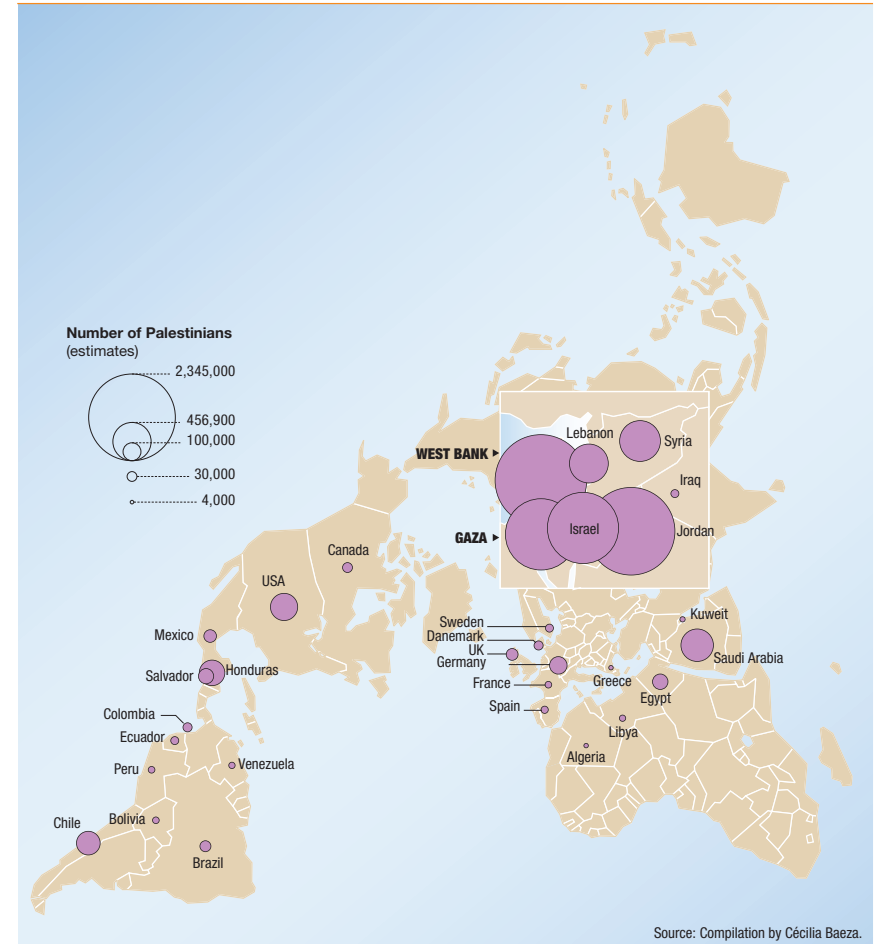 Number of Palestinians
(estimates)
2,345,000
456,900
100,000
30,000
4,000
Lebanon
Syria
WEST BANK
Iraq
GAZA
Israel
Jordan
Canada
USA
Mexico
Salvador
Honduras
Colombia
Ecuador
Peru
Venezuela
Chile
Bolivia
Brazil
Sweden
Danemark
UK
Germany
France
Spain
Greece
Kuweit
Saudi Arabia
Egypt
Libya
Algeria
Source: Compilation by Cécilia Baeza.